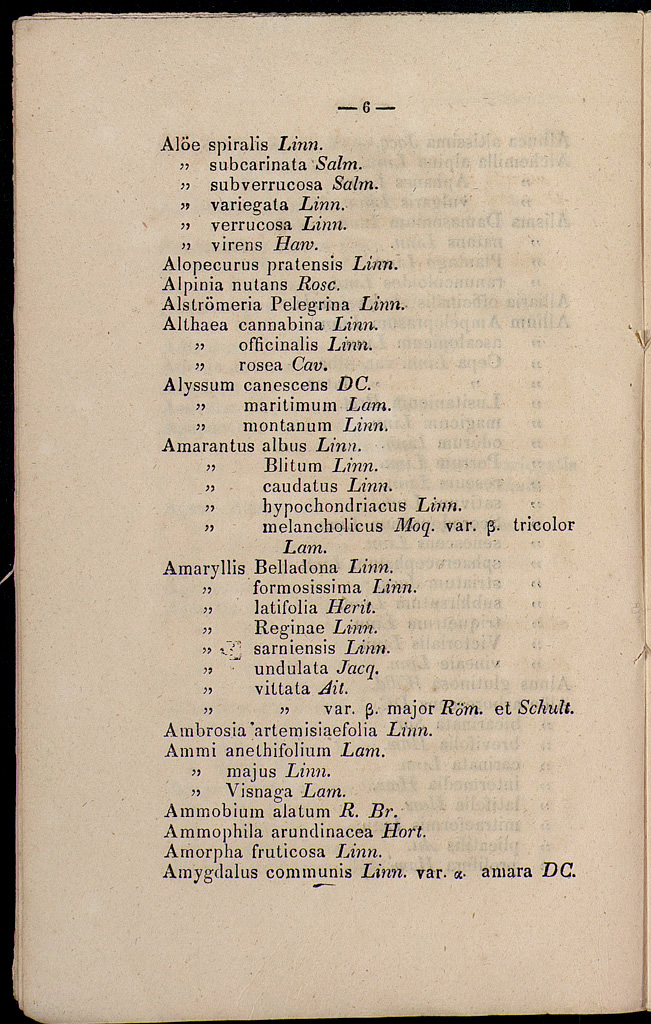 — 6 —
Alöe spiralis Linn.
„ subcarinata Salm.
„ subverrucosa Salm.
„ variegata Linn.
„ verrucosa Linn.
„ virens Haw.
Alopecurus pratensis Linn.
Alpinia nutans Rosc.
Alströmeria Pelegrina Linn.
Althaea cannabina Linn.
„ officinalis Linn.
„ rosea Cav.
Alyssum canescens DC.
„ maritimum Lam.
„ montanum Linn.
Amarantus albus Linn.
„ Blitum Linn.
„ caudatus Linn.
„ hypochondriacus Linn.
„ melancholicus Moq. var. β. tricolor
Lam.
Amaryllis Belladona Linn.
„ formosissima Linn.
„ latifolia Herit.
„ Reginae Linn.
„ sarniensis Linn.
„ undulata Jacq.
„ vittata Ait.
„ „ var. β. major Röm. et Schult.
Ambrosia artemisiaefolia Linn.
Ammi anethifolium Lam.
„ majus Linn.
„ Visnaga Lam.
Ammobium alatum R. Br.
Ammophila arundinacea Hort.
Amorpha fruticosa Linn.
Amygdalus communis Linn. var. α. amara DC.